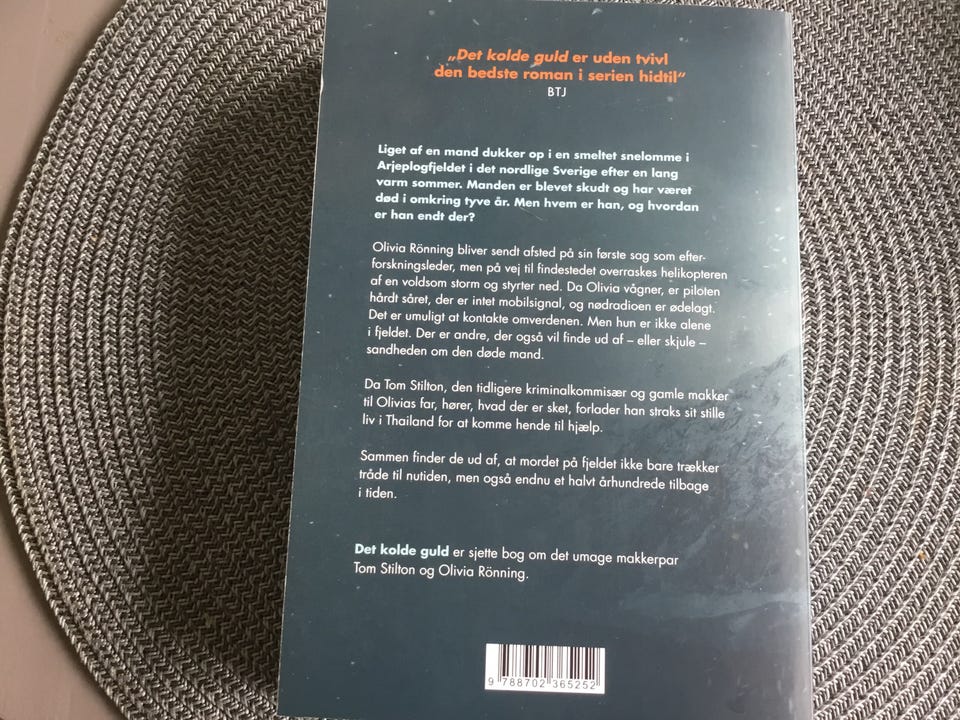 „Det kolde guld er uden tvivl
den bedste roman i serien hidtil“
BTJ
Liget af en mand dukker op i en smeltet snelomme i
Arjeplogfjeldet i det nordlige Sverige efter en lang
varm sommer. Manden er blevet skudt og har været
død i omkring tyve år. Men hvem er han, og hvordan
er han endt der?
Olivia Rönning bliver sendt afsted på sin første sag som efter-
forskningsleder, men på vej til findestedet overraskes helikopteren
af en voldsom storm og styrter ned. Da Olivia vågner, er piloten
hårdt såret, der er intet mobilsignal, og nødradioen er ødelagt.
Det er umuligt at kontakte omverdenen. Men hun er ikke alene
i fjeldet. Der er andre, der også vil finde ud af – eller skjule –
sandheden om den døde mand.
Da Tom Stilton, den tidligere kriminalkommisær og gamle makker
til Olivias far, hører, hvad der er sket, forlader han straks sit stille
liv i Thailand for at komme hende til hjælp.
Sammen finder de ud af, at mordet på fjeldet ikke bare trækker
tråde til nutiden, men også endnu et halvt århundrede tilbage
i tiden.
Det kolde guld er sjette bog om det umage makkerpar
Tom Stilton og Olivia Rönning.
9 788702 365252